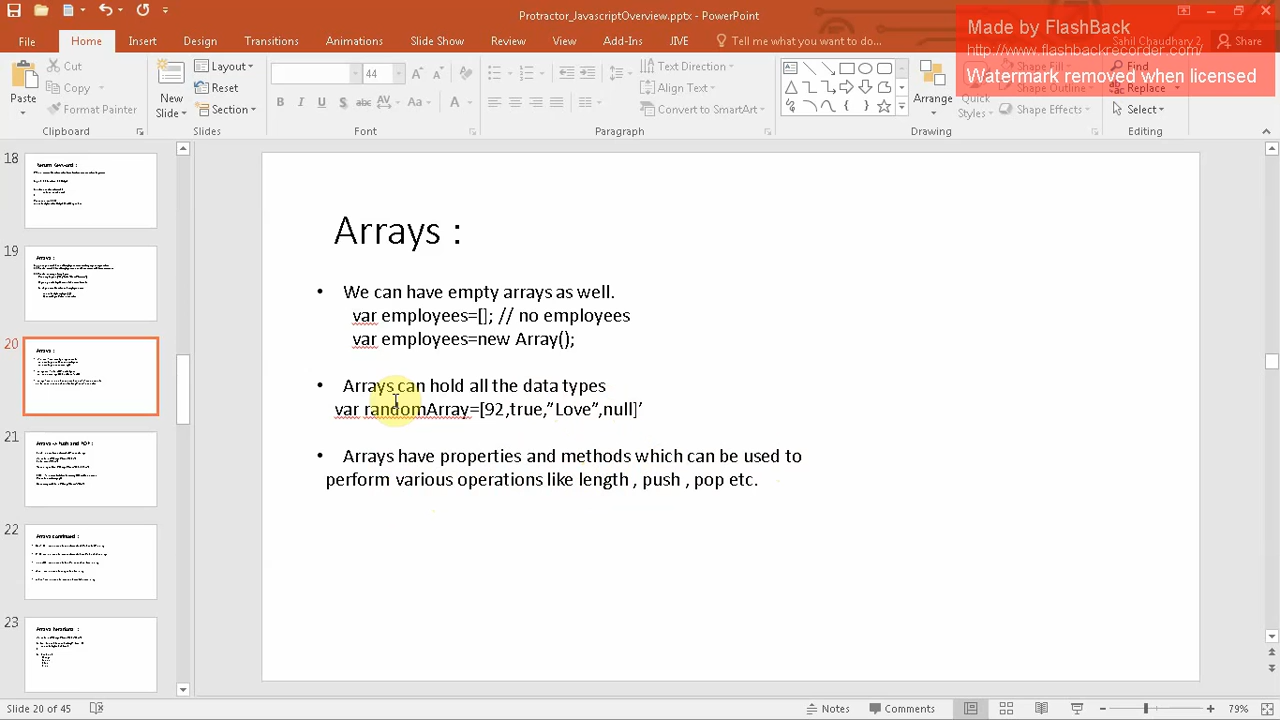 Protractor_JavascriptOverview.pptx - PowerPoint
Made by FlashBack
http://www.flashbackrecorder.com/
Watermark removed when licensed
File Home Insert Design Transitions Animations Slide Show Review View Add-Ins JIVE Tell me what you want to do... Sahil Chaudhary 2 Share
Paste
Cut
Copy
Format Painter
Clipboard
New Slide
Layout
Reset
Section
Slides
44
B I U S abc AV Aa A
Font
Text Direction
Align Text
Convert to SmartArt
Paragraph
Arrange
Quick Styles
Shape Fill
Shape Outline
Shape Effects
Drawing
Find
Replace
Select
Editing
18
19
20
21
22
23
Arrays :
• We can have empty arrays as well.
var employees=[]; // no employees
var employees=new Array();
• Arrays can hold all the data types
var randomArray=[92,true,”Love”,null]’
• Arrays have properties and methods which can be used to
perform various operations like length , push , pop etc.
Slide 20 of 45
Notes
Comments
79%